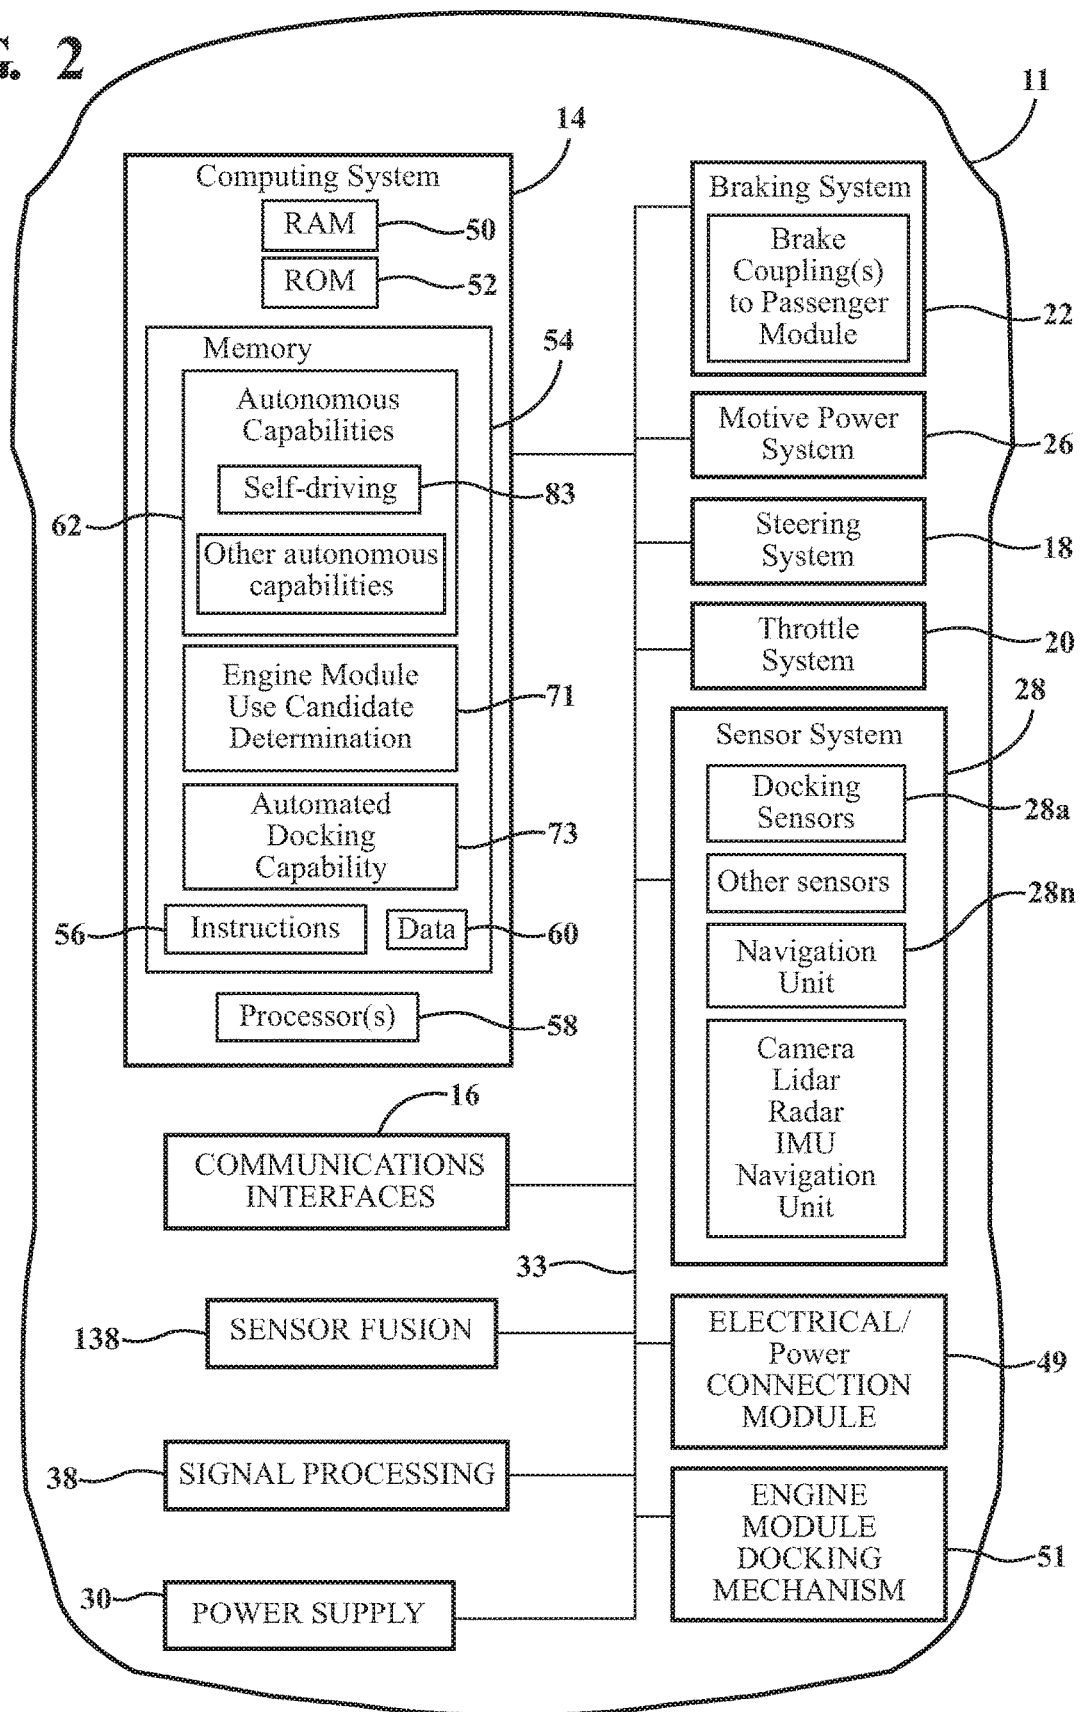 G. 2
11
14
Computing System
RAM
50
ROM
52
Memory
54
Autonomous
Capabilities
Self-driving
83
62
Other autonomous
capabilities
Engine Module
Use Candidate
Determination
71
Automated
Docking
Capability
73
56
Instructions
Data
60
Processor(s)
58
16
COMMUNICATIONS
INTERFACES
33
138
SENSOR FUSION
38
SIGNAL PROCESSING
30
POWER SUPPLY
Braking System
Brake
Coupling(s)
to Passenger
Module
22
Motive Power
System
26
Steering
System
18
Throttle
System
20
28
Sensor System
Docking
Sensors
28a
Other sensors
28n
Navigation
Unit
Camera
Lidar
Radar
IMU
Navigation
Unit
ELECTRICAL/
Power
CONNECTION
MODULE
49
ENGINE
MODULE
DOCKING
MECHANISM
51